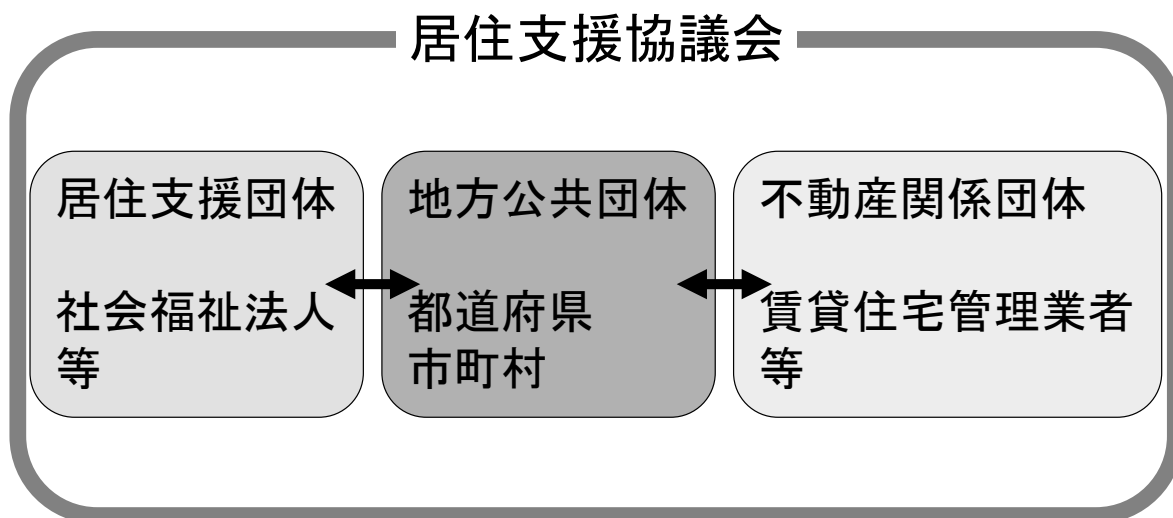 居住支援協議会
居住支援団体
社会福祉法人
等
地方公共団体
都道府県
市町村
不動産関係団体
賃貸住宅管理業者
等